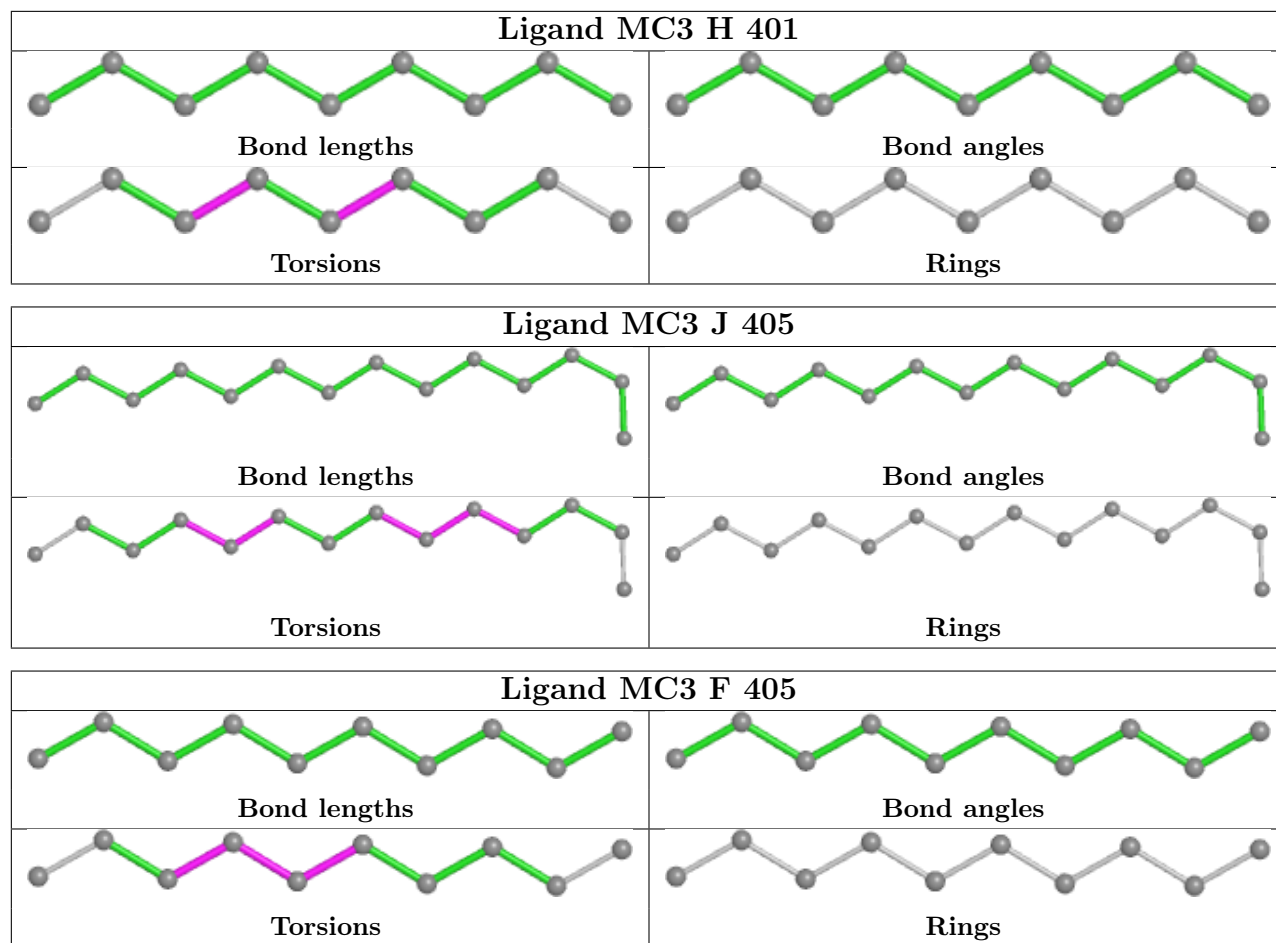 Ligand MC3 H 401
Bond lengths
Bond angles
Torsions
Rings
Ligand MC3 J 405
Bond lengths
Bond angles
Torsions
Rings
Ligand MC3 F 405
Bond lengths
Bond angles
Torsions
Rings